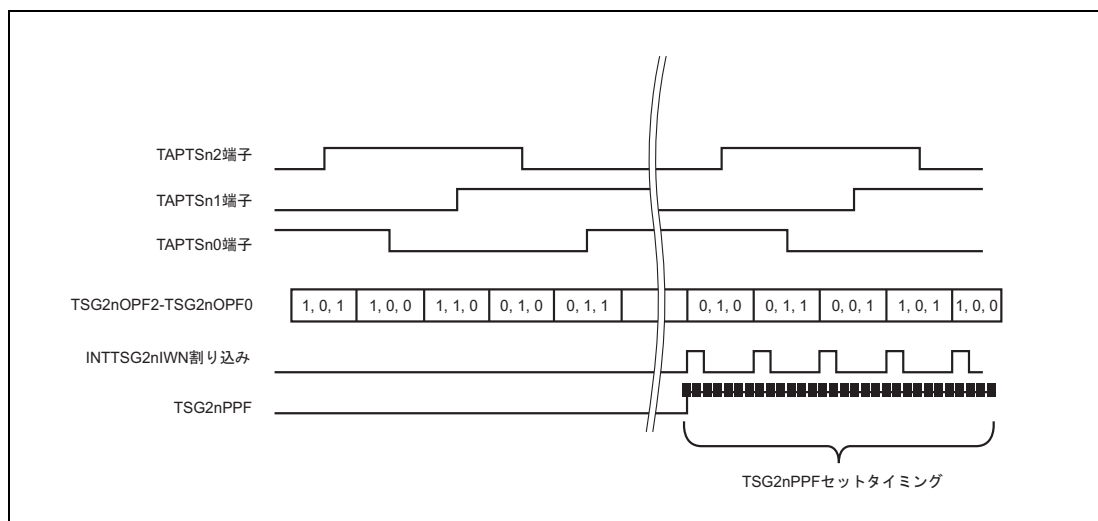 TAPTSn2端子
TAPTSn1端子
TAPTSn0端子
TSG2nOPF2-TSG2nOPF0 1, 0, 1 1, 0, 0 1, 1, 0 0, 1, 0 0, 1, 1 0, 1, 0 0, 1, 1 0, 0, 1 1, 0, 1 1, 0, 0
INTTSG2nIWN割り込み
TSG2nPPF
TSG2nPPFセットタイミング